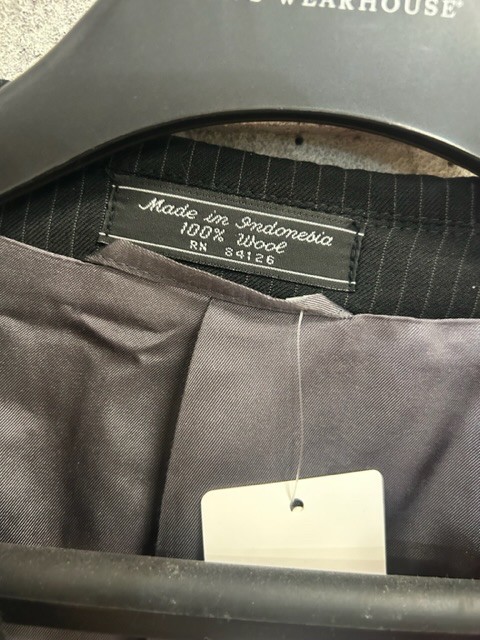 WEARHOUSE
Made in Indonesia
100% Wool
RN 84126